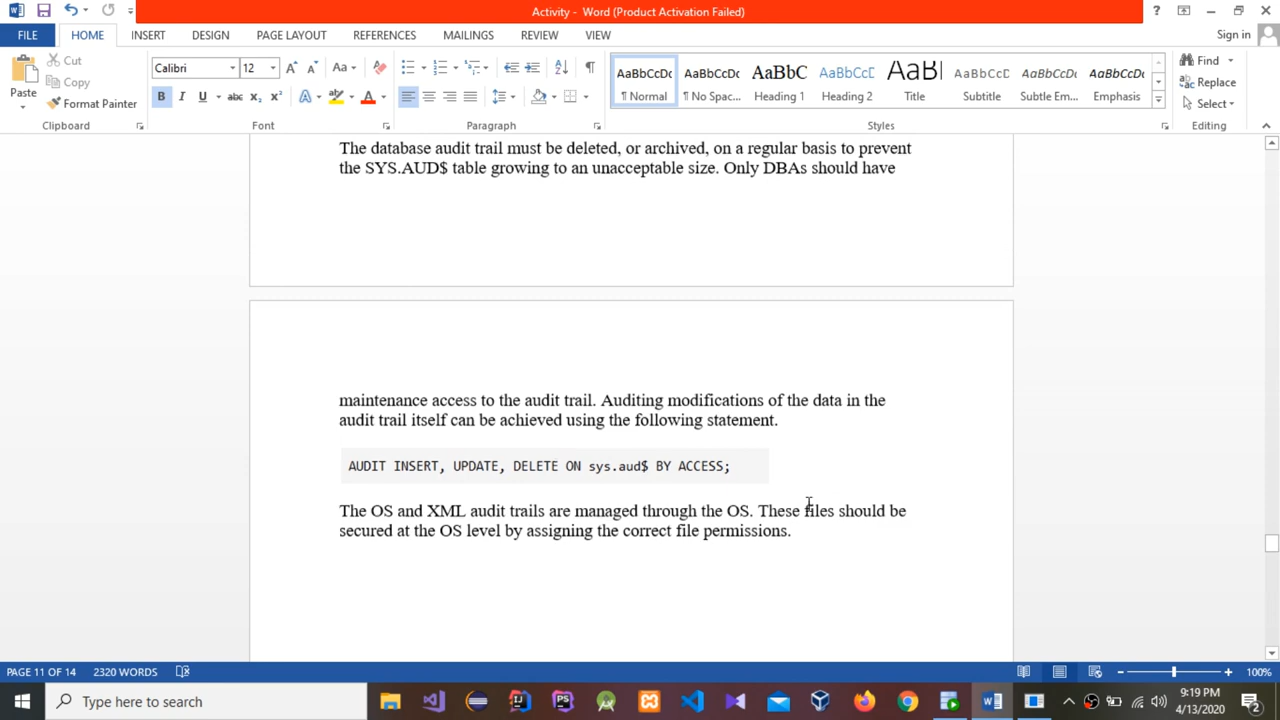 Activity - Word (Product Activation Failed)
?
FILE HOME INSERT DESIGN PAGE LAYOUT REFERENCES MAILINGS REVIEW VIEW Sign in
Paste Cut Copy Format Painter
Calibri 12
AaBbCcDc AaBbCcDc AaBbC AaBbCcD AaBl AaBbCcD AaBbCcDc AaBbCcDc
¶ Normal ¶ No Spac... Heading 1 Heading 2 Title Subtitle Subtle Em... Emphasis
Find Replace Select
Clipboard Font Paragraph Styles Editing
The database audit trail must be deleted, or archived, on a regular basis to prevent
the SYS.AUD$ table growing to an unacceptable size. Only DBAs should have
maintenance access to the audit trail. Auditing modifications of the data in the
audit trail itself can be achieved using the following statement.
AUDIT INSERT, UPDATE, DELETE ON sys.aud$ BY ACCESS;
The OS and XML audit trails are managed through the OS. These files should be
secured at the OS level by assigning the correct file permissions.
PAGE 11 OF 14 2320 WORDS 100%
Type here to search
9:19 PM
4/13/2020
2